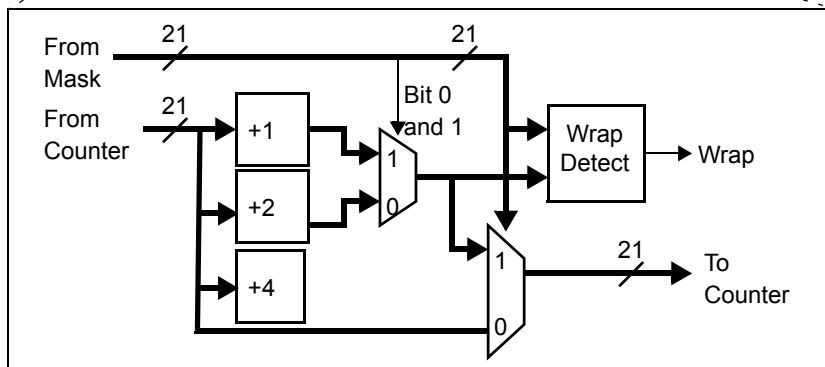 21
21
From
Mask
21
From
Counter
Bit 0
and 1
+1
1
0
+2
+4
Wrap
Detect
Wrap
1
0
21
To
Counter